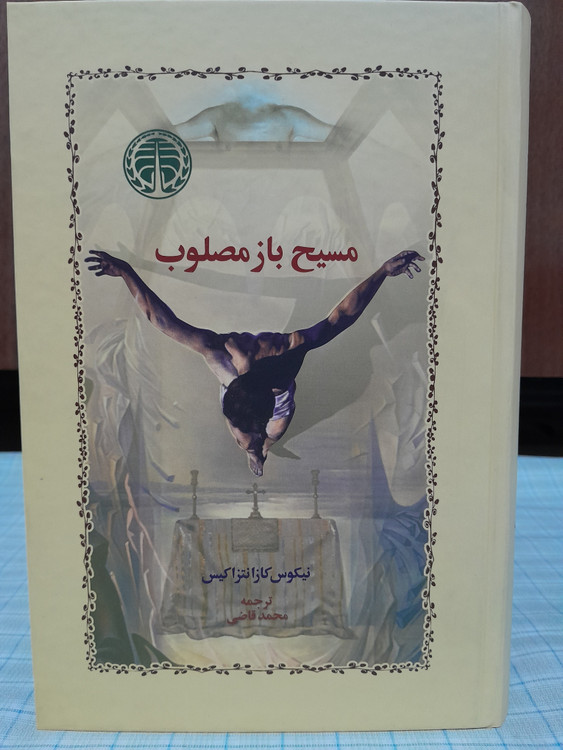 مسیح باز مصلوب
نیکوس کازانتزاکیس
ترجمه
محمد قاضی